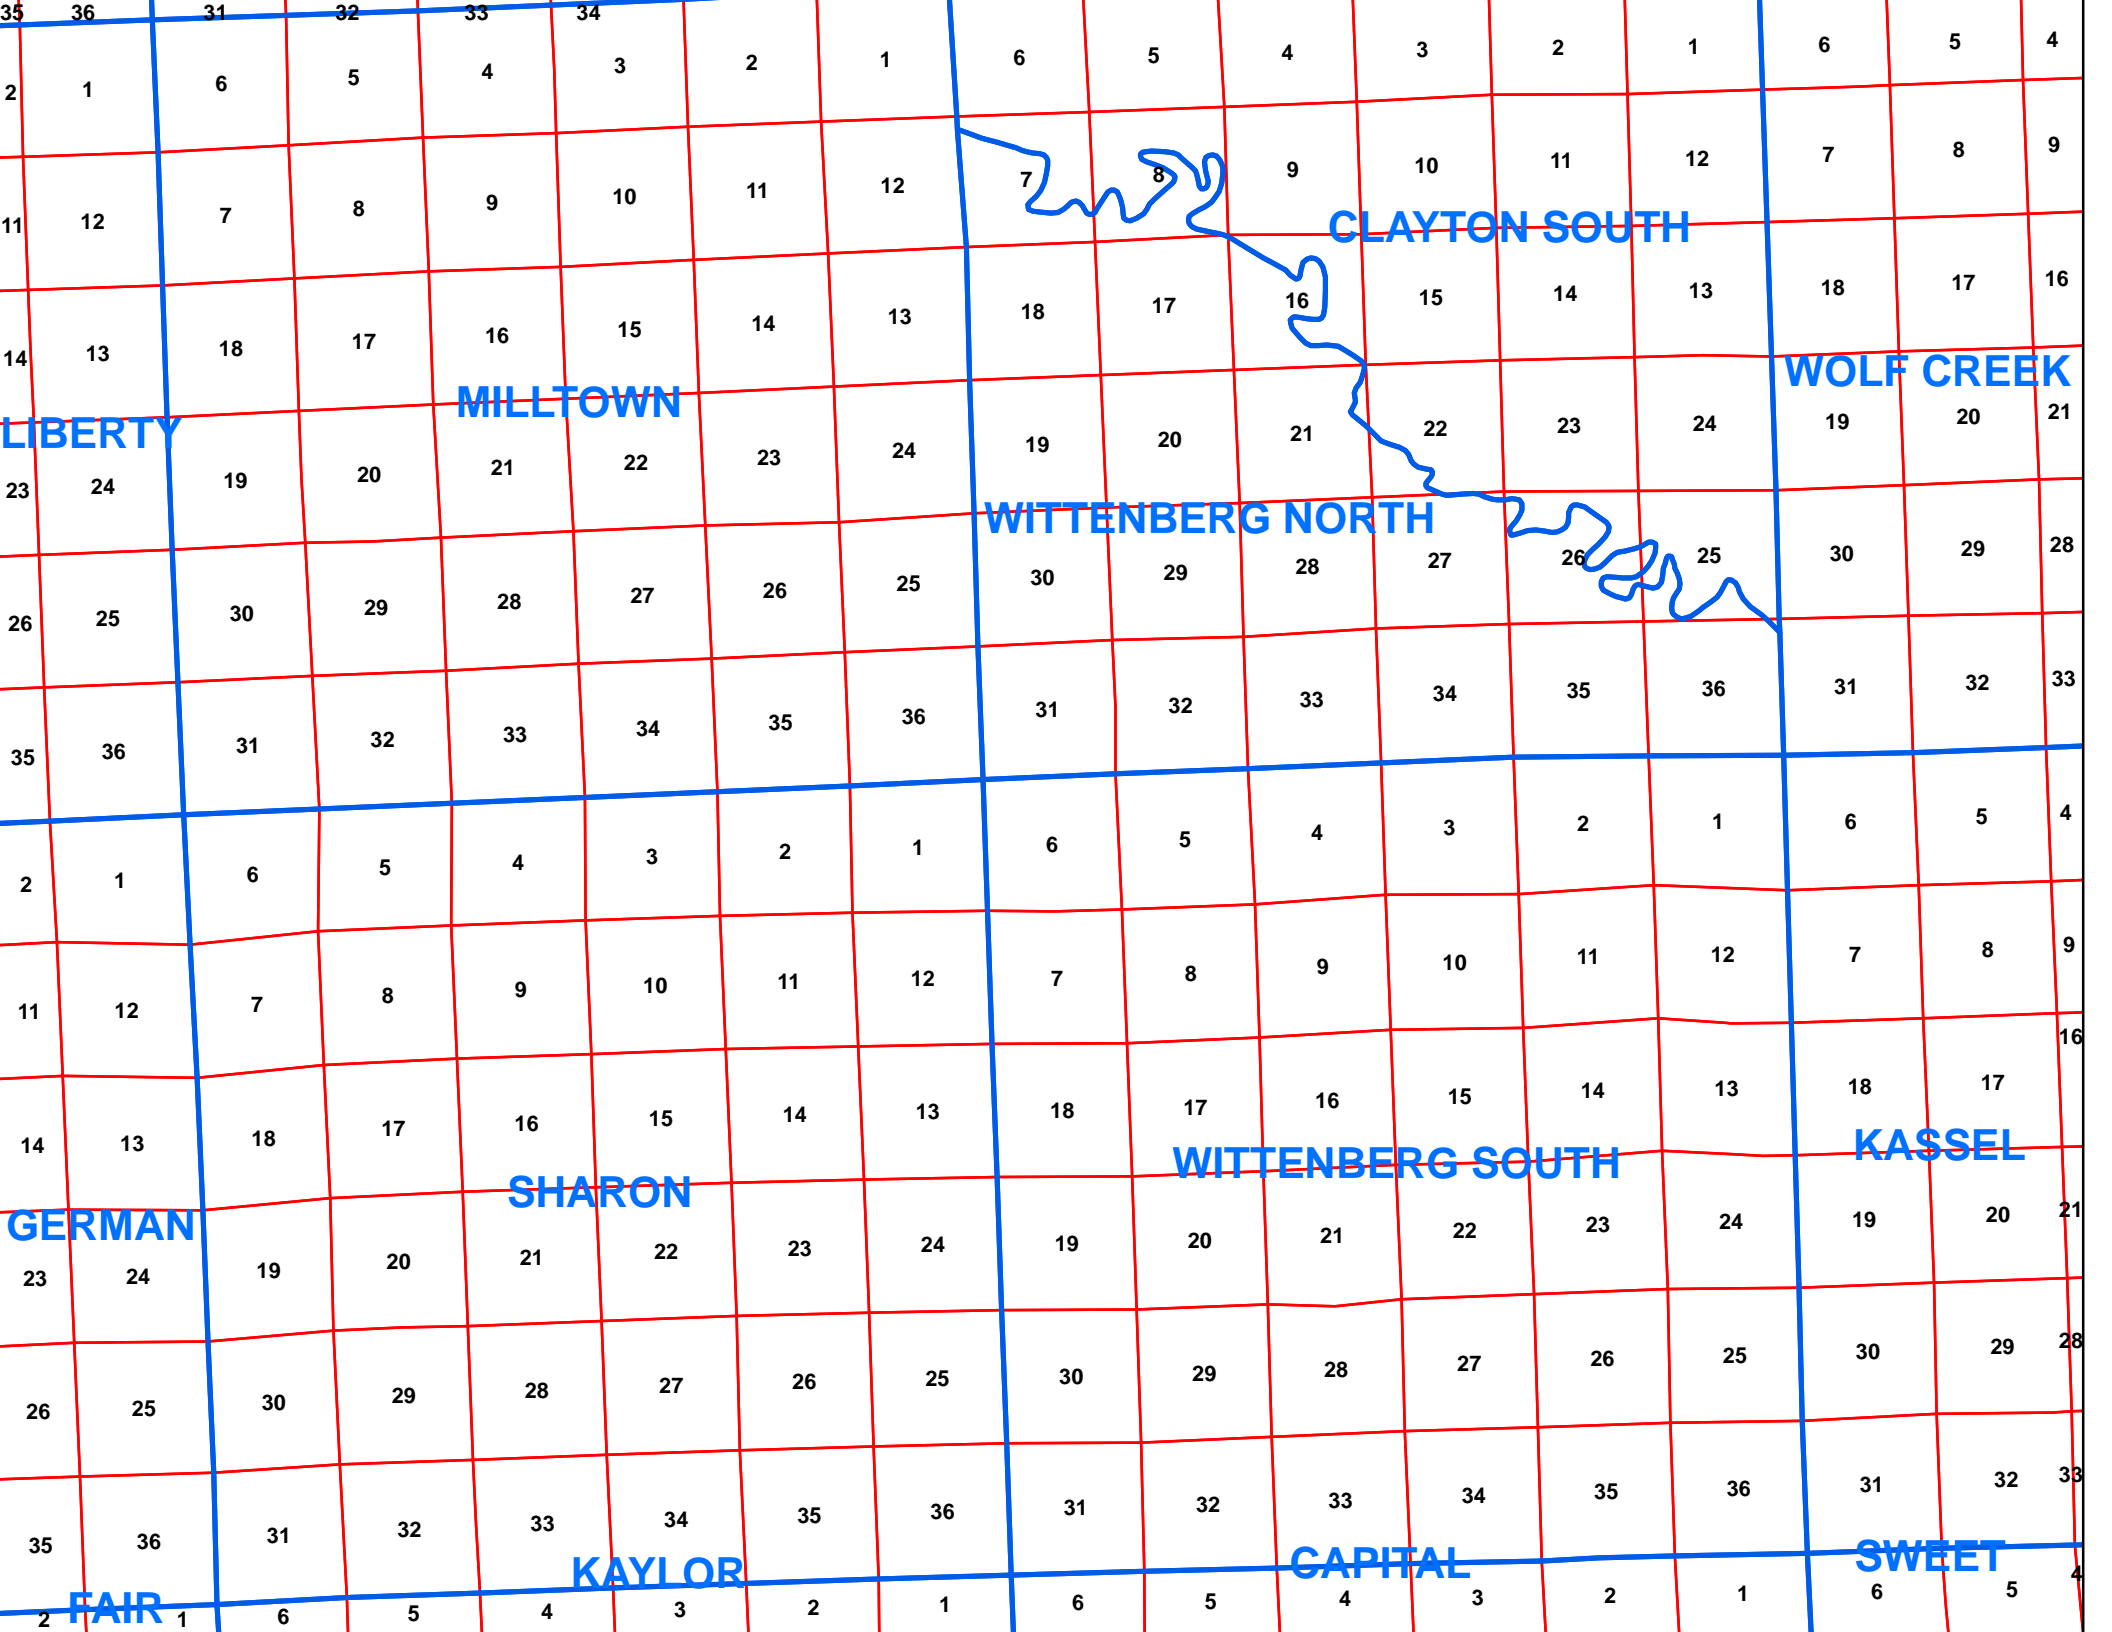 35 36 31 32 33 34
2 1 6 5 4 3 2 1 6 5 4 3 2 1 6 5 4
11 12 7 8 9 10 11 12 7 8 9 10 11 12 7 8 9
CLAYTON SOUTH
14 13 18 17 16 15 14 13 18 17 16 15 14 13 18 17 16
LIBERTY MILLTOWN WOLF CREEK
23 24 19 20 21 22 23 24 19 20 21 22 23 24 19 20 21
WITTENBERG NORTH
26 25 30 29 28 27 26 25 30 29 28 27 26 25 30 29 28
35 36 31 32 33 34 35 36 31 32 33 34 35 36 31 32 33
2 1 6 5 4 3 2 1 6 5 4 3 2 1 6 5 4
11 12 7 8 9 10 11 12 7 8 9 10 11 12 7 8 9
14 13 18 17 16 15 14 13 18 17 16 15 14 13 18 17 16
GERMAN SHARON WITTENBERG SOUTH KASSEL
23 24 19 20 21 22 23 24 19 20 21 22 23 24 19 20 21
26 25 30 29 28 27 26 25 30 29 28 27 26 25 30 29 28
35 36 31 32 33 34 35 36 31 32 33 34 35 36 31 32 33
FAIR KAYLOR CAPITAL SWEET
2 1 6 5 4 3 2 1 6 5 4 3 2 1 6 5 4